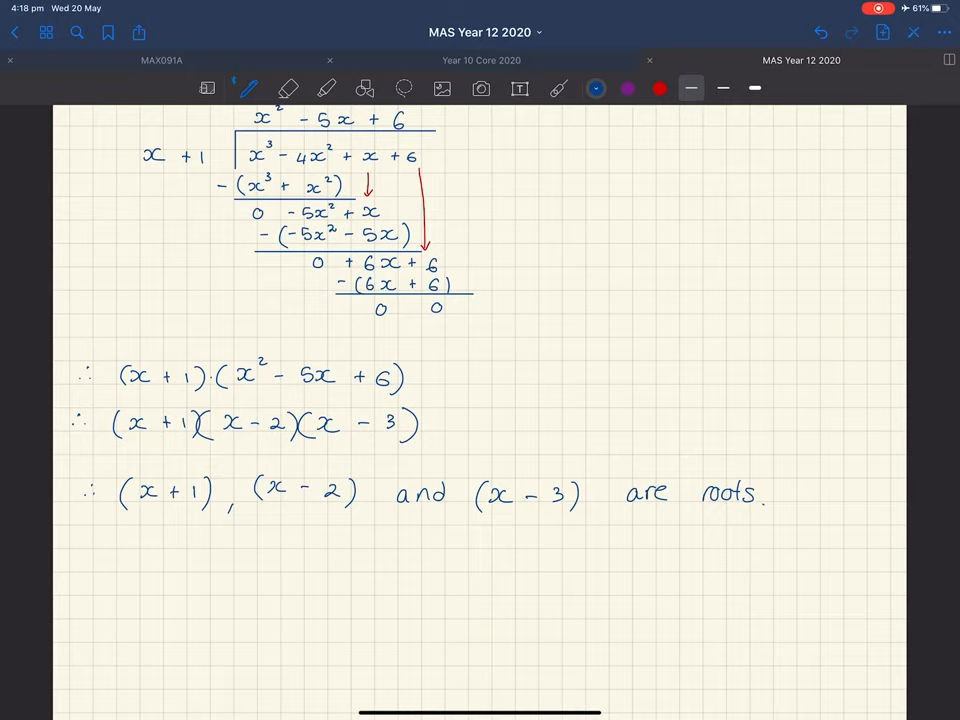 4:18 pm Wed 20 May 61%
MAS Year 12 2020
MAX091A Year 10 Core 2020 MAS Year 12 2020
x² - 5x + 6
x + 1 x³ - 4x² + x + 6
- (x³ + x²)
0 - 5x² + x
- (-5x² - 5x)
0 + 6x + 6
- (6x + 6)
0 0
∴ (x + 1)·(x² - 5x + 6)
∴ (x + 1)(x - 2)(x - 3)
∴ (x + 1), (x - 2) and (x - 3) are roots.